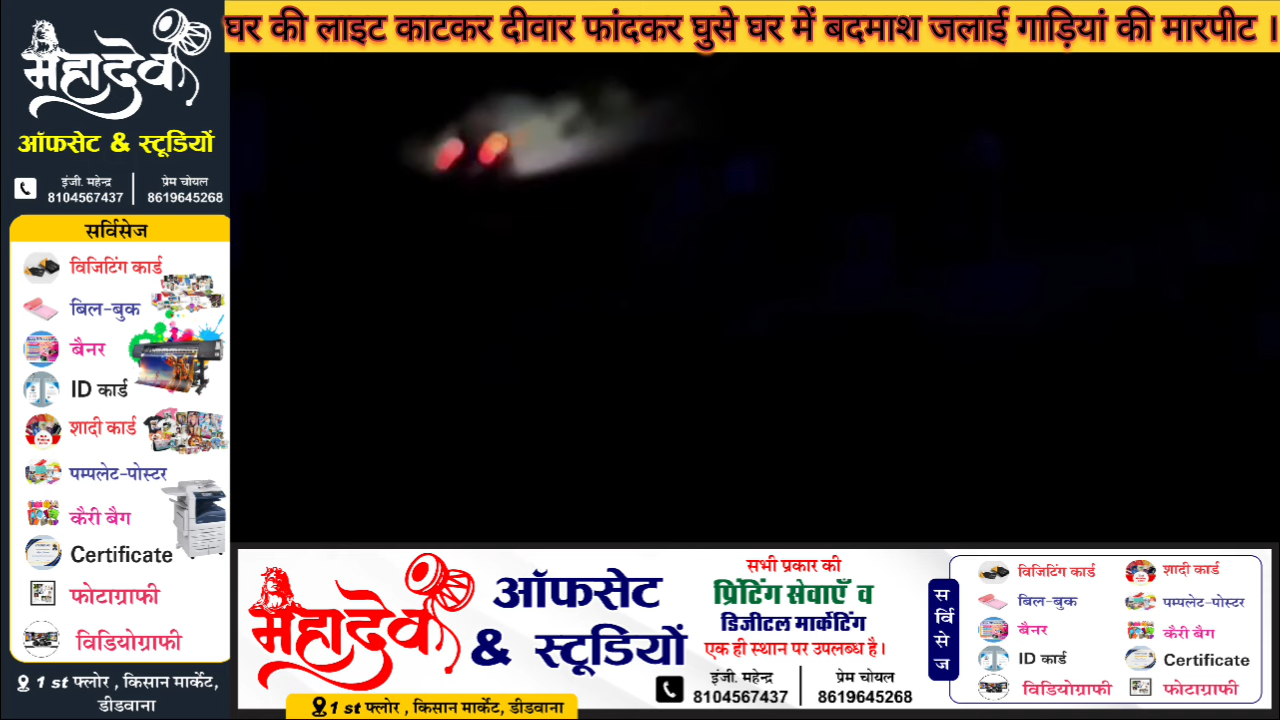 घर की लाइट काटकर दीवार फांदकर घुसे घर में बदमाश जलाई गाड़ियां की मारपीट ।
महादेव
ऑफसेट & स्टूडियों
इंजी. महेन्द्र
8104567437
प्रेम चोयल
8619645268
सर्विसेज
विजिटिंग कार्ड
बिल-बुक
बैनर
ID कार्ड
शादी कार्ड
पम्पलेट-पोस्टर
कैरी बैग
Certificate
फोटाग्राफी
विडियोग्राफी
1 st फ्लोर , किसान मार्केट,
डीडवाना
महादेव
ऑफसेट
& स्टूडियों
1 st फ्लोर , किसान मार्केट, डीडवाना
सभी प्रकार की
प्रिंटिंग सेवाएँ व
डिजीटल मार्केटिंग
एक ही स्थान पर उपलब्ध है।
इंजी. महेन्द्र
8104567437
प्रेम चोयल
8619645268
सर्विसेज
विजिटिंग कार्ड
बिल-बुक
बैनर
ID कार्ड
विडियोग्राफी
शादी कार्ड
पम्पलेट-पोस्टर
कैरी बैग
Certificate
फोटाग्राफी